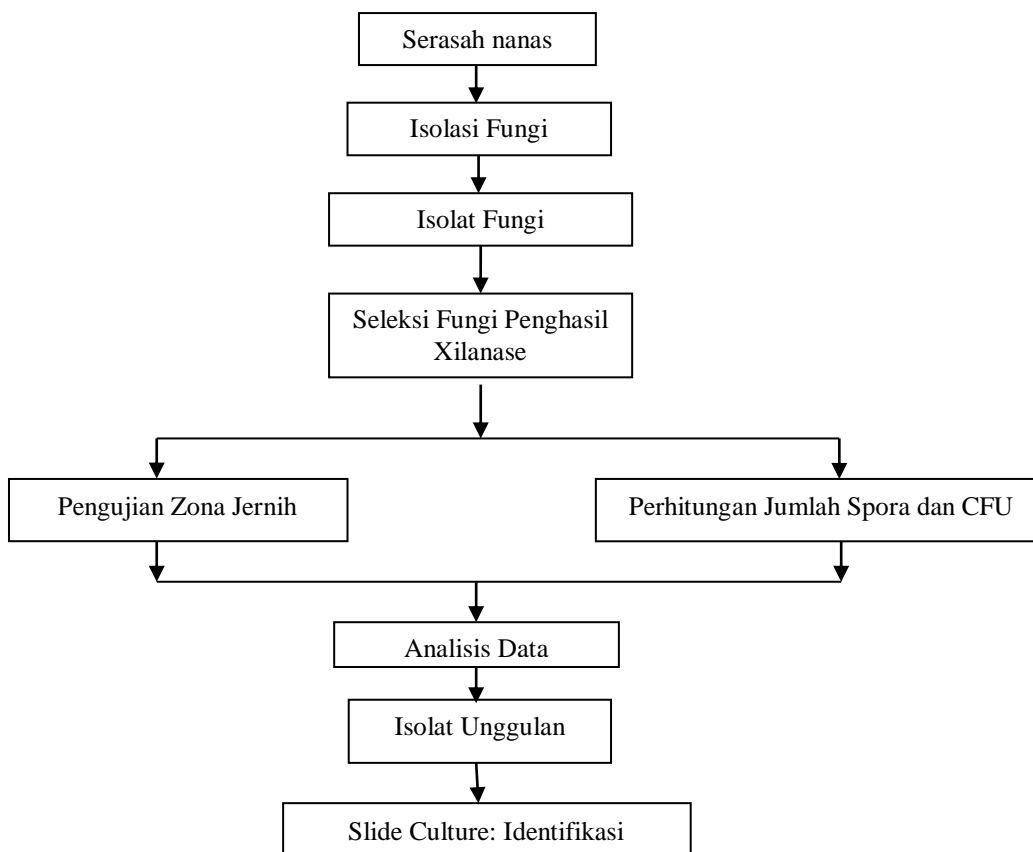 Serasah nanas
Isolasi Fungi
Isolat Fungi
Seleksi Fungi Penghasil
Xilanase
Pengujian Zona Jernih
Perhitungan Jumlah Spora dan CFU
Analisis Data
Isolat Unggulan
Slide Culture: Identifikasi